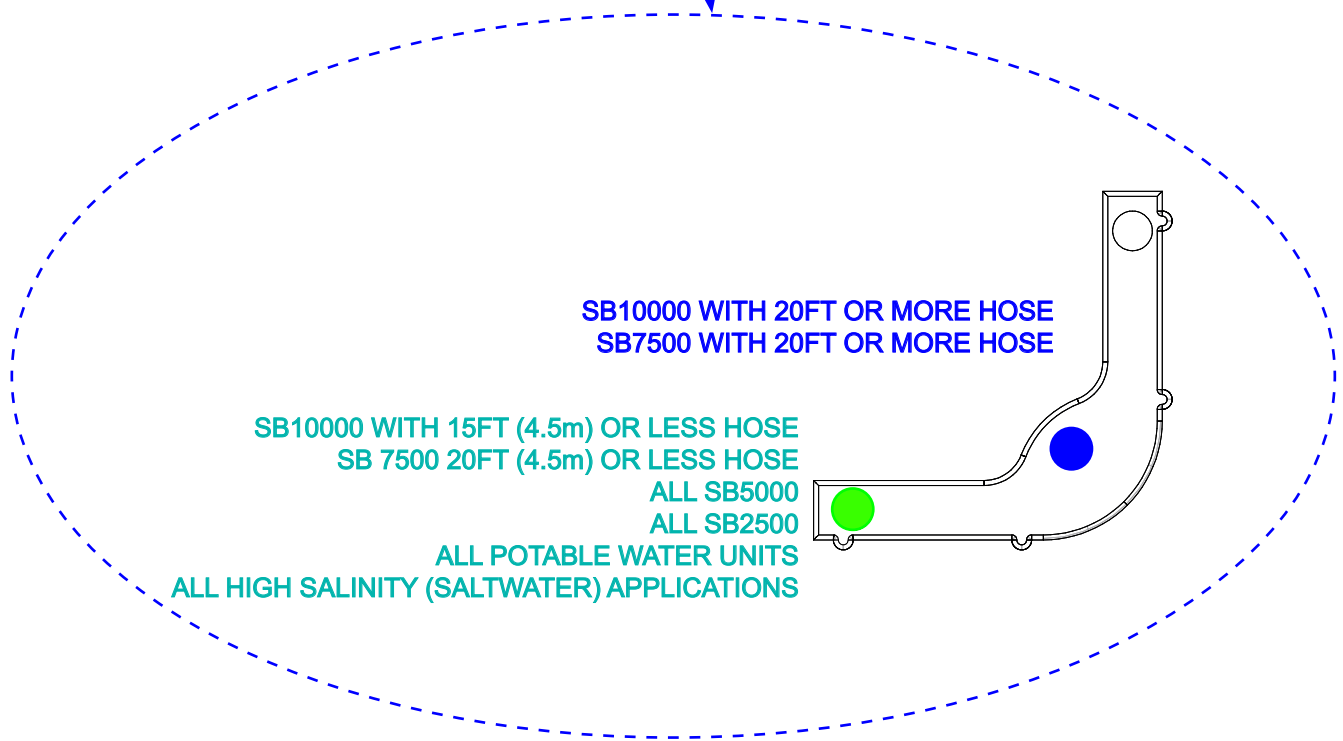 SB10000 WITH 20FT OR MORE HOSE
SB7500 WITH 20FT OR MORE HOSE
SB10000 WITH 15FT (4.5m) OR LESS HOSE
SB 7500 20FT (4.5m) OR LESS HOSE
ALL SB5000
ALL SB2500
ALL POTABLE WATER UNITS
ALL HIGH SALINITY (SALTWATER) APPLICATIONS